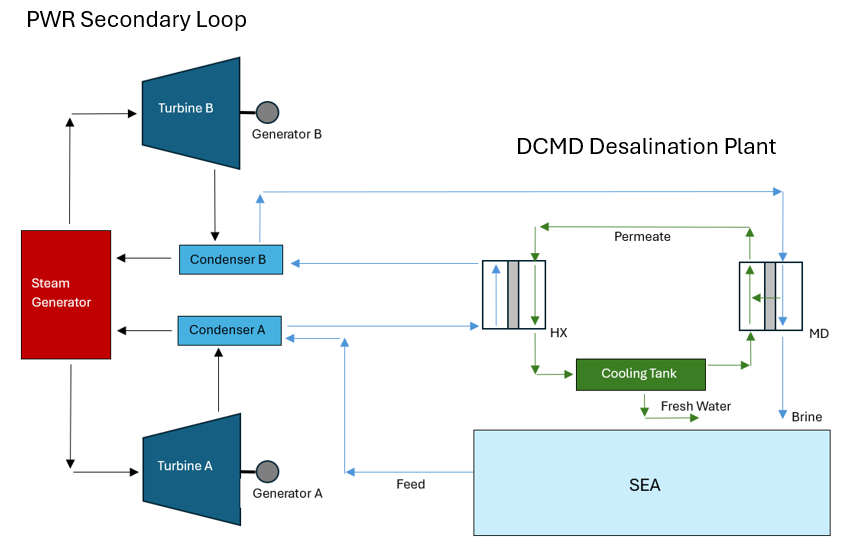 PWR Secondary Loop
Turbine B
Generator B
DCMD Desalination Plant
Permeate
Condenser B
Steam
Generator
Condenser A
HX
MD
Cooling Tank
Fresh Water
Brine
Turbine A
Generator A
Feed
SEA